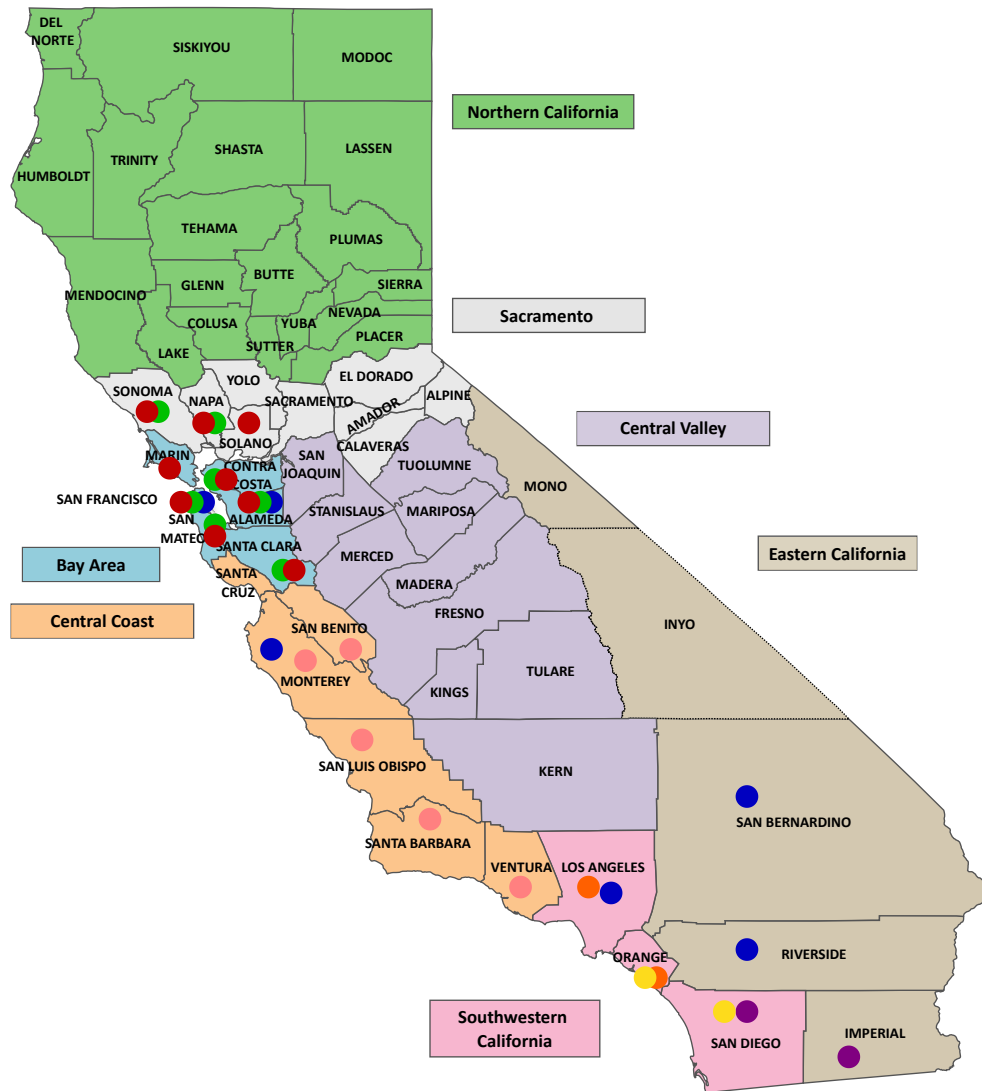 DEL
NORTE
SISKIYOU
MODOC
Northern California
HUMBOLDT
TRINITY
SHASTA
LASSEN
TEHAMA
PLUMAS
MENDOCINO
GLENN
BUTTE
SIERRA
COLUSA
YUBA
NEVADA
LAKE
SUTTER
PLACER
Sacramento
SONOMA
NAPA
YOLO
SACRAMENTO
EL DORADO
ALPINE
AMADOR
SOLANO
CALAVERAS
Central Valley
MARIN
CONTRA
COSTA
SAN
JOAQUIN
TUOLUMNE
MONO
SAN FRANCISCO
ALAMEDA
STANISLAUS
MARIPOSA
SAN
MATEO
SANTA CLARA
MERCED
Bay Area
Eastern California
SANTA
CRUZ
MADERA
FRESNO
Central Coast
SAN BENITO
INYO
MONTEREY
KINGS
TULARE
SAN LUIS OBISPO
KERN
SAN BERNARDINO
SANTA BARBARA
VENTURA
LOS ANGELES
ORANGE
RIVERSIDE
Southwestern
California
SAN DIEGO
IMPERIAL